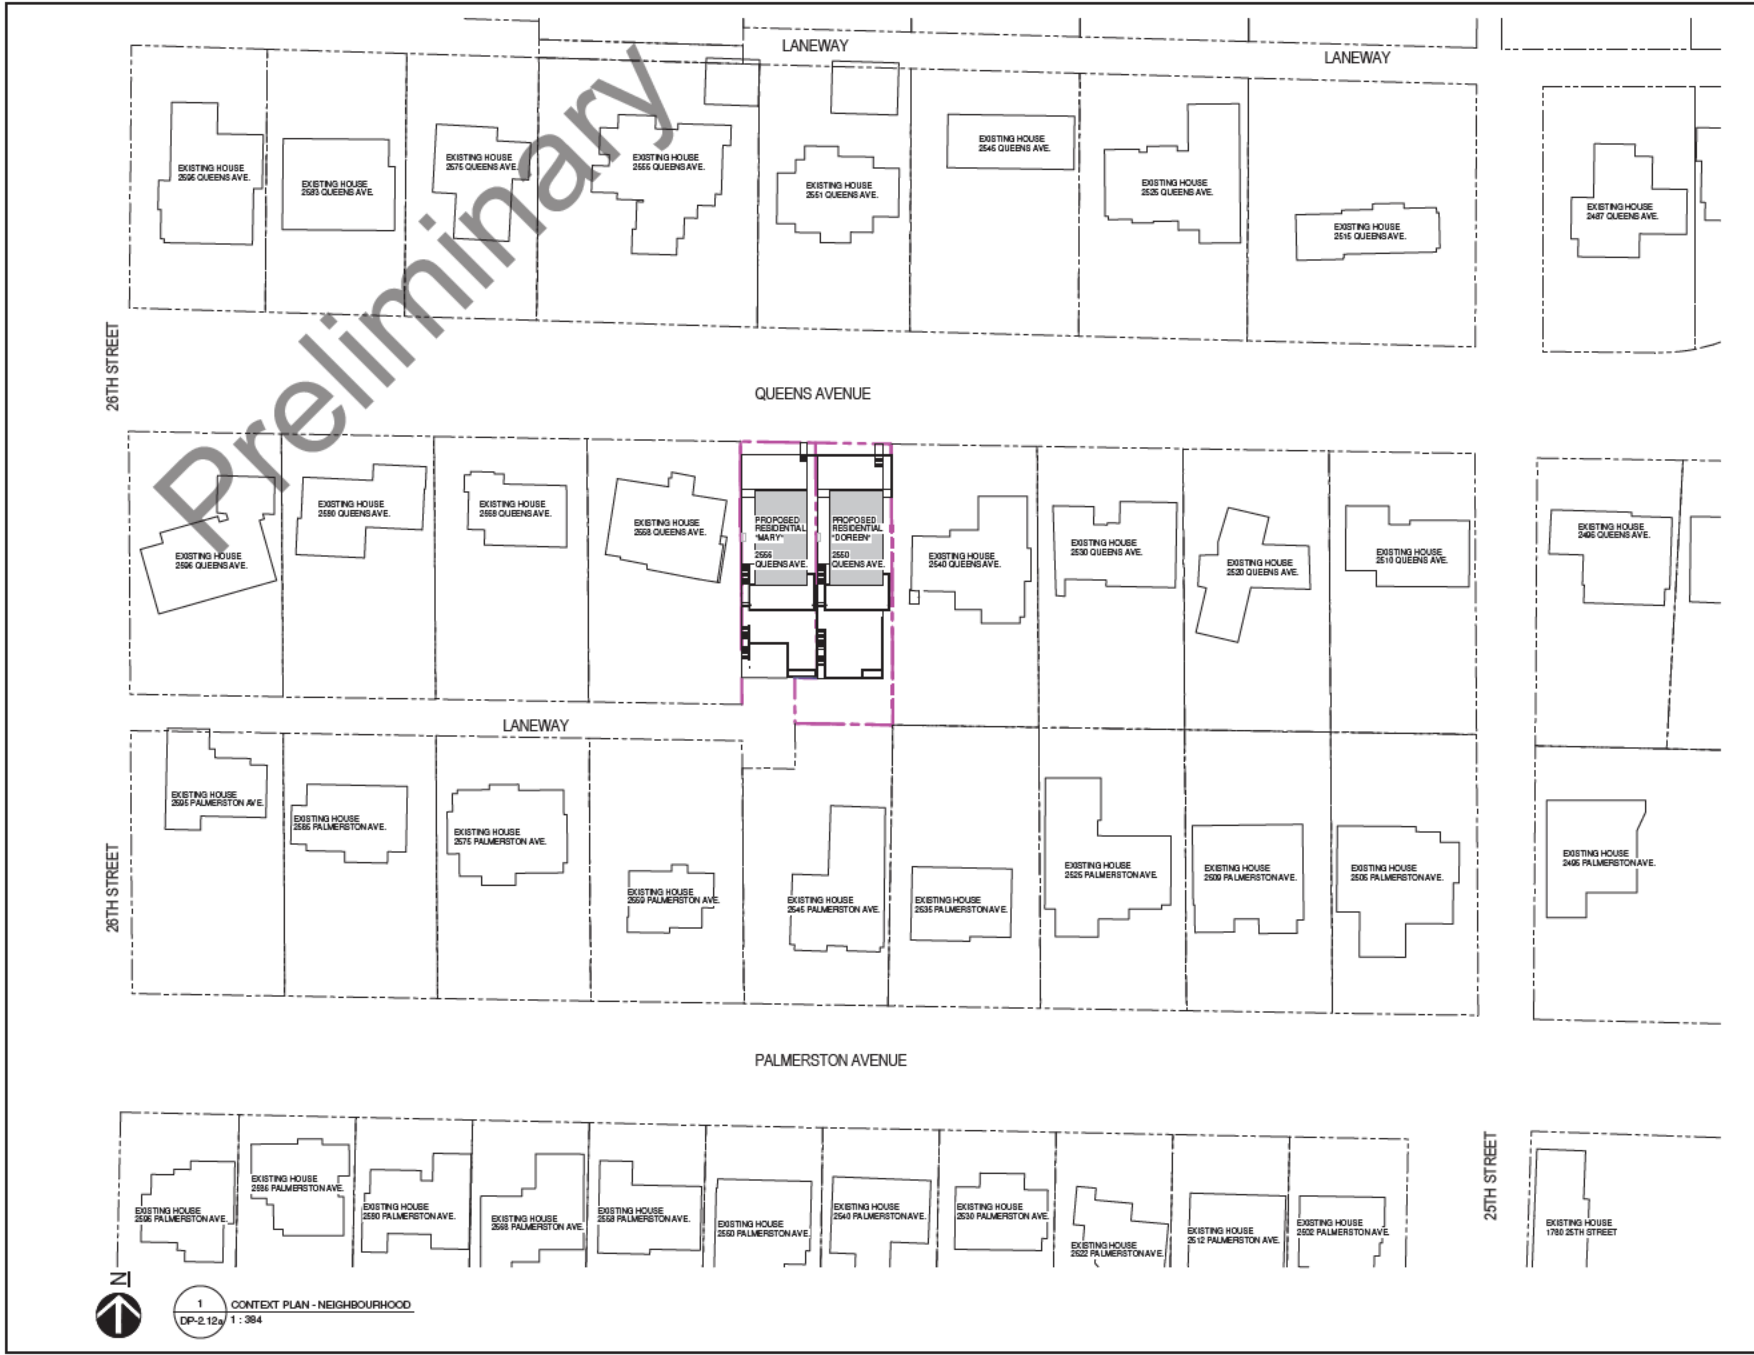 LANEWAY
LANEWAY
EXISTING HOUSE
2546 QUEENS AVE.
EXISTING HOUSE
2575 QUEENS AVE.
EXISTING HOUSE
2555 QUEENS AVE.
EXISTING HOUSE
2595 QUEENS AVE.
EXISTING HOUSE
2583 QUEENS AVE.
EXISTING HOUSE
2551 QUEENS AVE.
EXISTING HOUSE
2525 QUEENS AVE.
EXISTING HOUSE
2515 QUEENS AVE.
EXISTING HOUSE
2487 QUEENS AVE.
Preliminary
26TH STREET
QUEENS AVENUE
EXISTING HOUSE
2596 QUEENS AVE.
EXISTING HOUSE
2590 QUEENS AVE.
EXISTING HOUSE
2568 QUEENS AVE.
EXISTING HOUSE
2558 QUEENS AVE.
PROPOSED
RESIDENTIAL
"MARY"
2556
QUEENS AVE.
PROPOSED
RESIDENTIAL
"DOREEN"
2550
QUEENS AVE.
EXISTING HOUSE
2540 QUEENS AVE.
EXISTING HOUSE
2530 QUEENS AVE.
EXISTING HOUSE
2520 QUEENS AVE.
EXISTING HOUSE
2510 QUEENS AVE.
EXISTING HOUSE
2496 QUEENS AVE.
LANEWAY
26TH STREET
EXISTING HOUSE
2595 PALMERSTON AVE.
EXISTING HOUSE
2585 PALMERSTON AVE.
EXISTING HOUSE
2575 PALMERSTON AVE.
EXISTING HOUSE
2559 PALMERSTON AVE.
EXISTING HOUSE
2545 PALMERSTON AVE.
EXISTING HOUSE
2535 PALMERSTON AVE.
EXISTING HOUSE
2525 PALMERSTON AVE.
EXISTING HOUSE
2509 PALMERSTON AVE.
EXISTING HOUSE
2505 PALMERSTON AVE.
EXISTING HOUSE
2495 PALMERSTON AVE.
PALMERSTON AVENUE
25TH STREET
EXISTING HOUSE
2596 PALMERSTON AVE.
EXISTING HOUSE
2586 PALMERSTON AVE.
EXISTING HOUSE
2580 PALMERSTON AVE.
EXISTING HOUSE
2568 PALMERSTON AVE.
EXISTING HOUSE
2558 PALMERSTON AVE.
EXISTING HOUSE
2550 PALMERSTON AVE.
EXISTING HOUSE
2540 PALMERSTON AVE.
EXISTING HOUSE
2530 PALMERSTON AVE.
EXISTING HOUSE
2522 PALMERSTON AVE.
EXISTING HOUSE
2512 PALMERSTON AVE.
EXISTING HOUSE
2502 PALMERSTON AVE.
EXISTING HOUSE
1780 25TH STREET
N
1
DP-2.12a
CONTEXT PLAN - NEIGHBOURHOOD
1 : 384